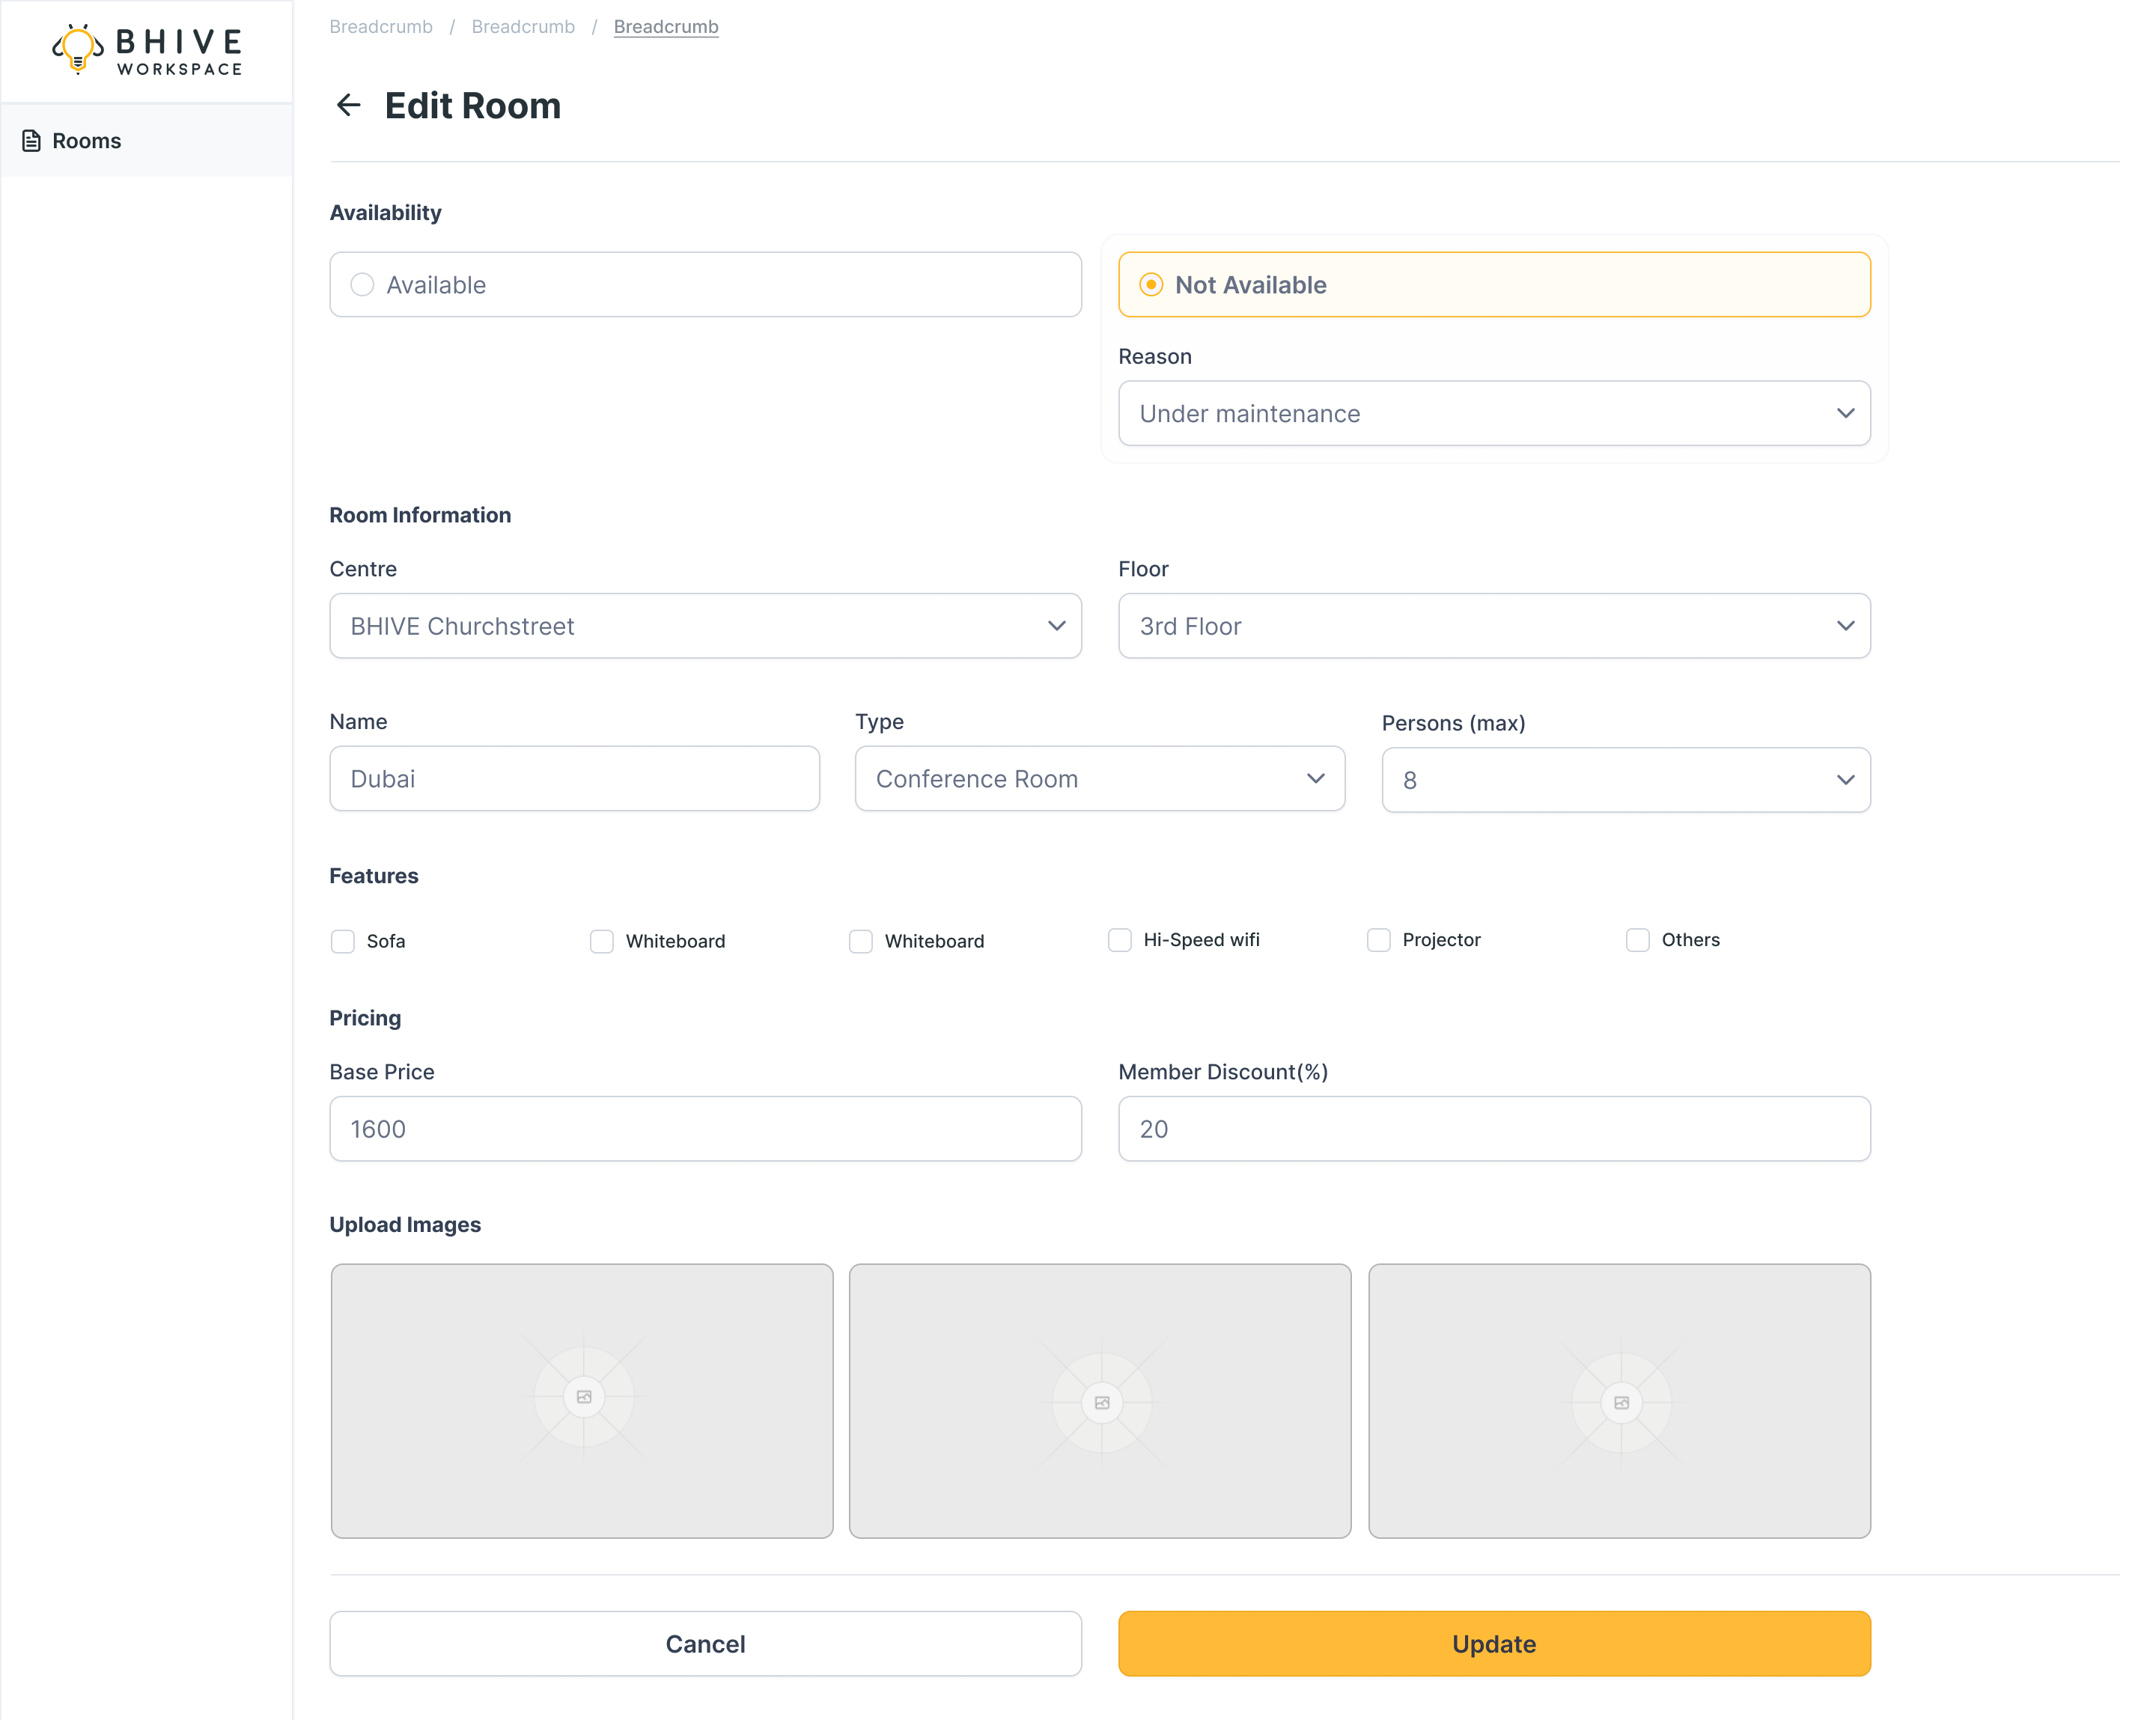 BHIVE
WORKSPACE
Rooms
Breadcrumb / Breadcrumb / Breadcrumb
Edit Room
Availability
Available
Not Available
Reason
Under maintenance
Room Information
Centre
Floor
BHIVE Churchstreet
3rd Floor
Name
Type
Persons (max)
Dubai
Conference Room
8
Features
Sofa
Whiteboard
Whiteboard
Hi-Speed wifi
Projector
Others
Pricing
Base Price
Member Discount(%)
1600
20
Upload Images
Cancel
Update